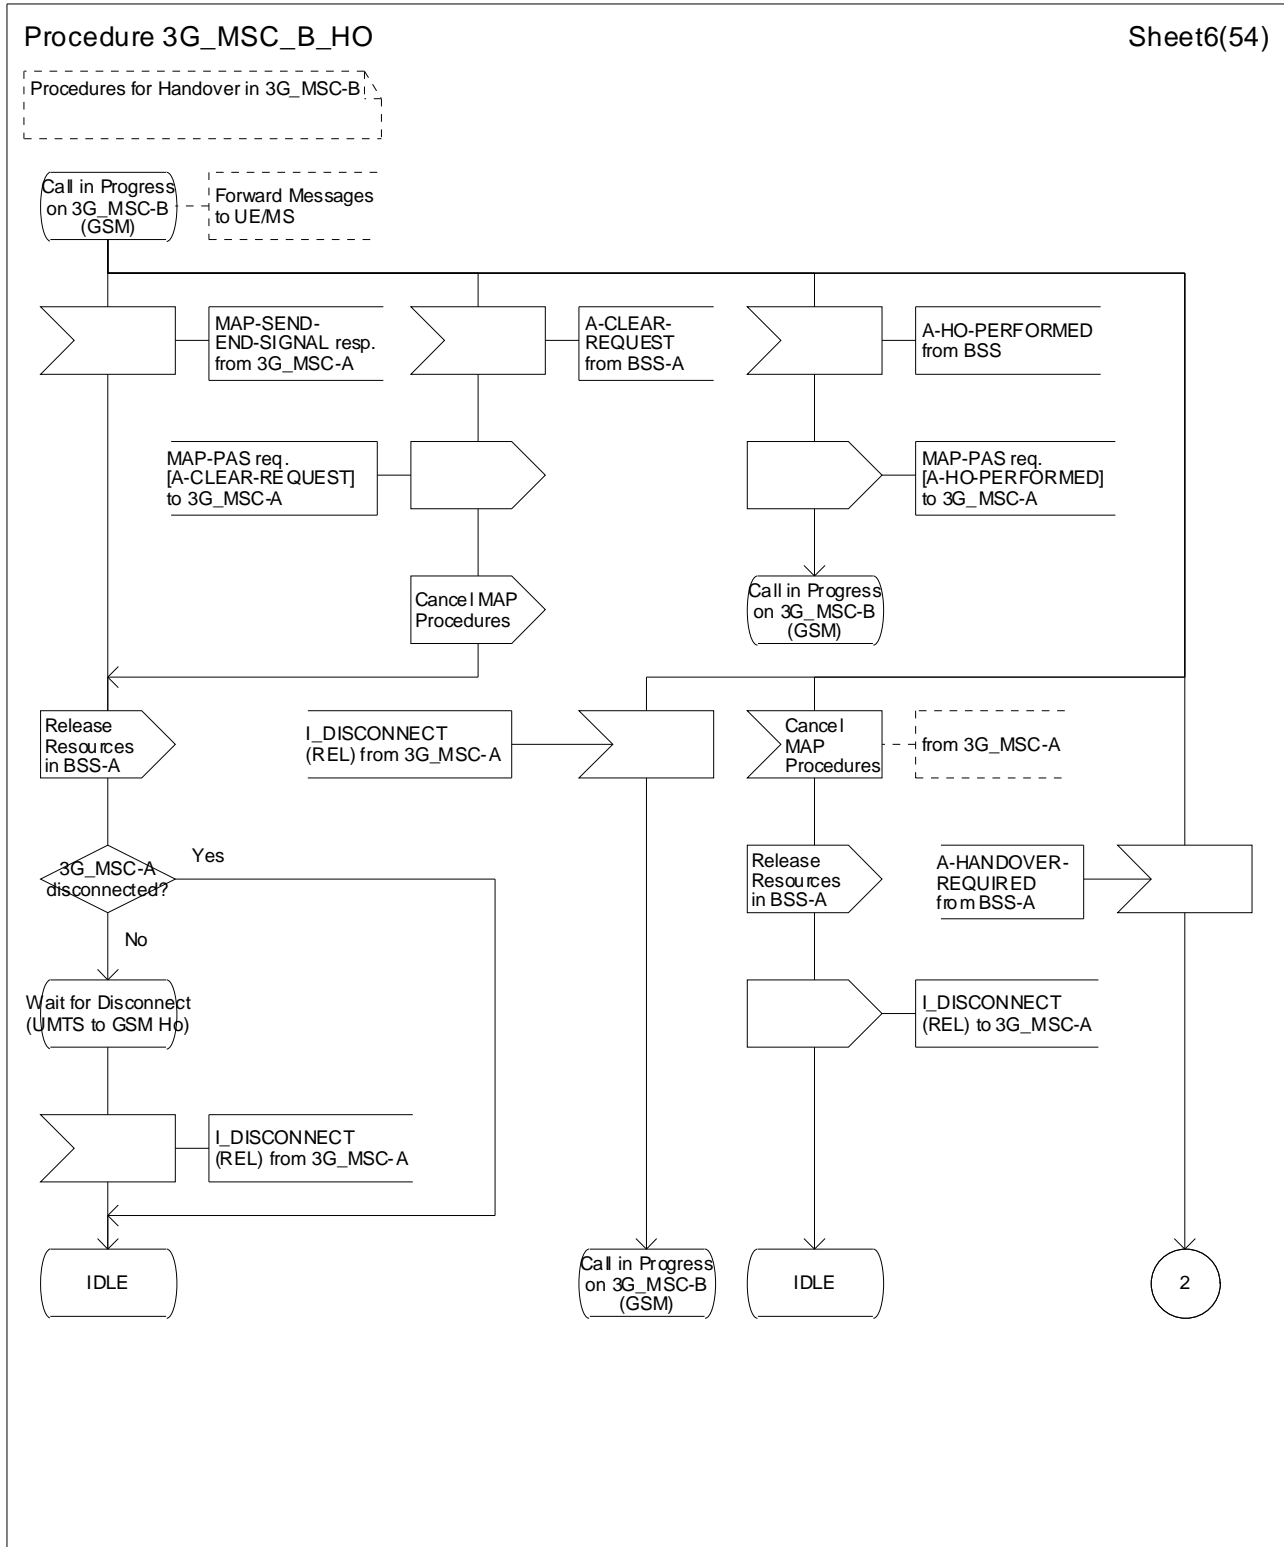 Procedure 3G_MSC_B_HO
Sheet6(54)
Procedures for Handover in 3G_MSC-B
Call in Progress
on 3G_MSC-B
(GSM)
Forward Messages
to UE/MS
MAP-SEND-
END-SIGNAL resp.
from 3G_MSC-A
A-CLEAR-
REQUEST
from BSS-A
A-HO-PERFORMED
from BSS
MAP-PAS req.
[A-CLEAR-REQUEST]
to 3G_MSC-A
MAP-PAS req.
[A-HO-PERFORMED]
to 3G_MSC-A
Cancel MAP
Procedures
Call in Progress
on 3G_MSC-B
(GSM)
Release
Resources
in BSS-A
I_DISCONNECT
(REL) from 3G_MSC-A
Cancel
MAP
Procedures
from 3G_MSC-A
3G_MSC-A
disconnected?
Yes
No
Release
Resources
in BSS-A
A-HANDOVER-
REQUIRED
from BSS-A
Wait for Disconnect
(UMTS to GSM Ho)
I_DISCONNECT
(REL) to 3G_MSC-A
I_DISCONNECT
(REL) from 3G_MSC-A
IDLE
Call in Progress
on 3G_MSC-B
(GSM)
IDLE
2